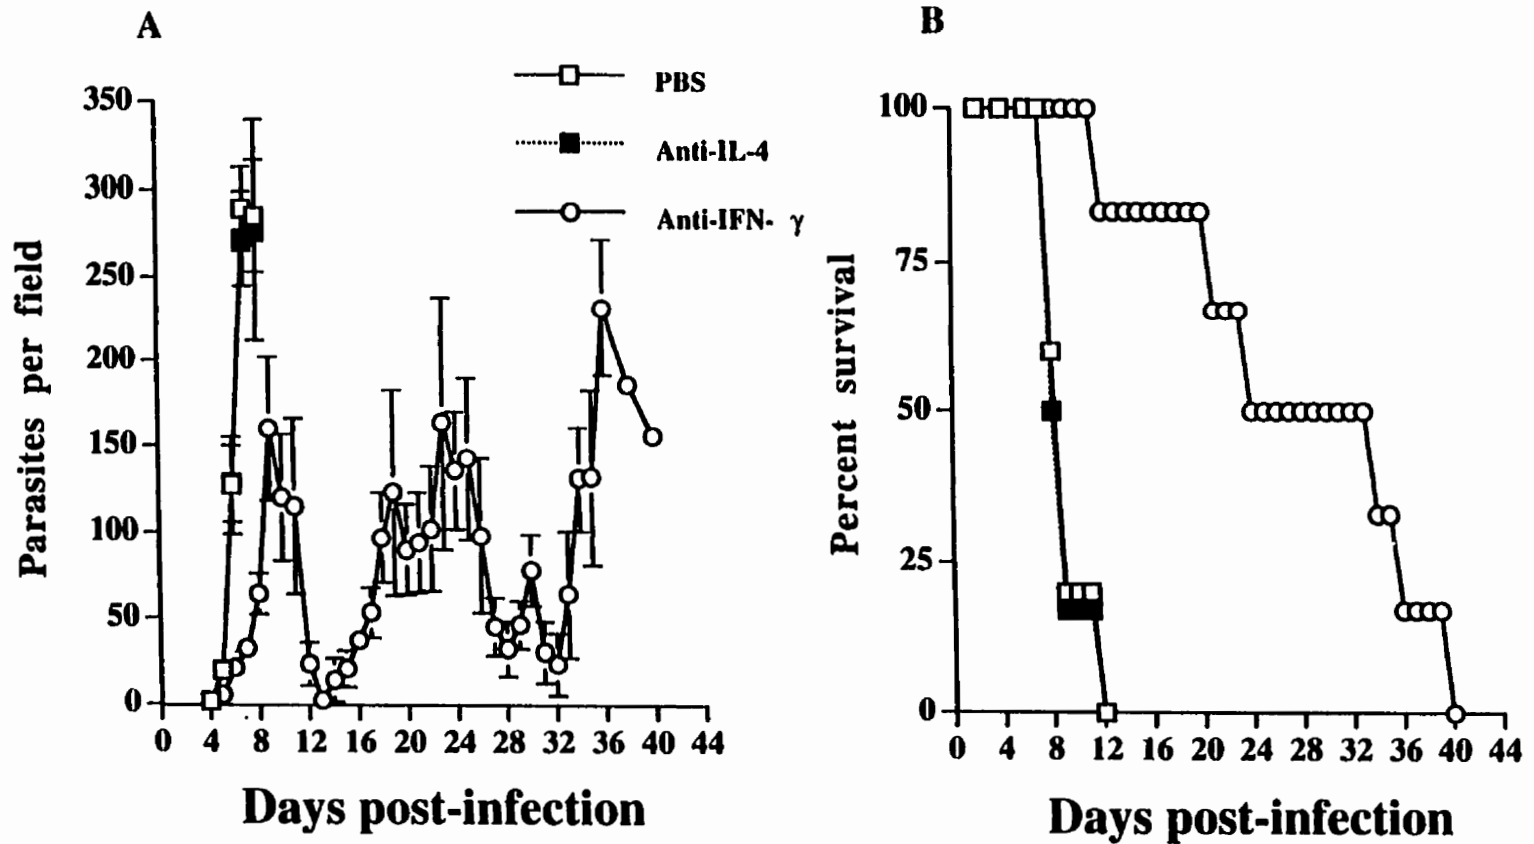 A
PBS
Anti-IL-4
Anti-IFN- γ
Parasites per field
350
300
250
200
150
100
50
0
0 4 8 12 16 20 24 28 32 36 40 44
Days post-infection
B
Percent survival
100
75
50
25
0
0 4 8 12 16 20 24 28 32 36 40 44
Days post-infection